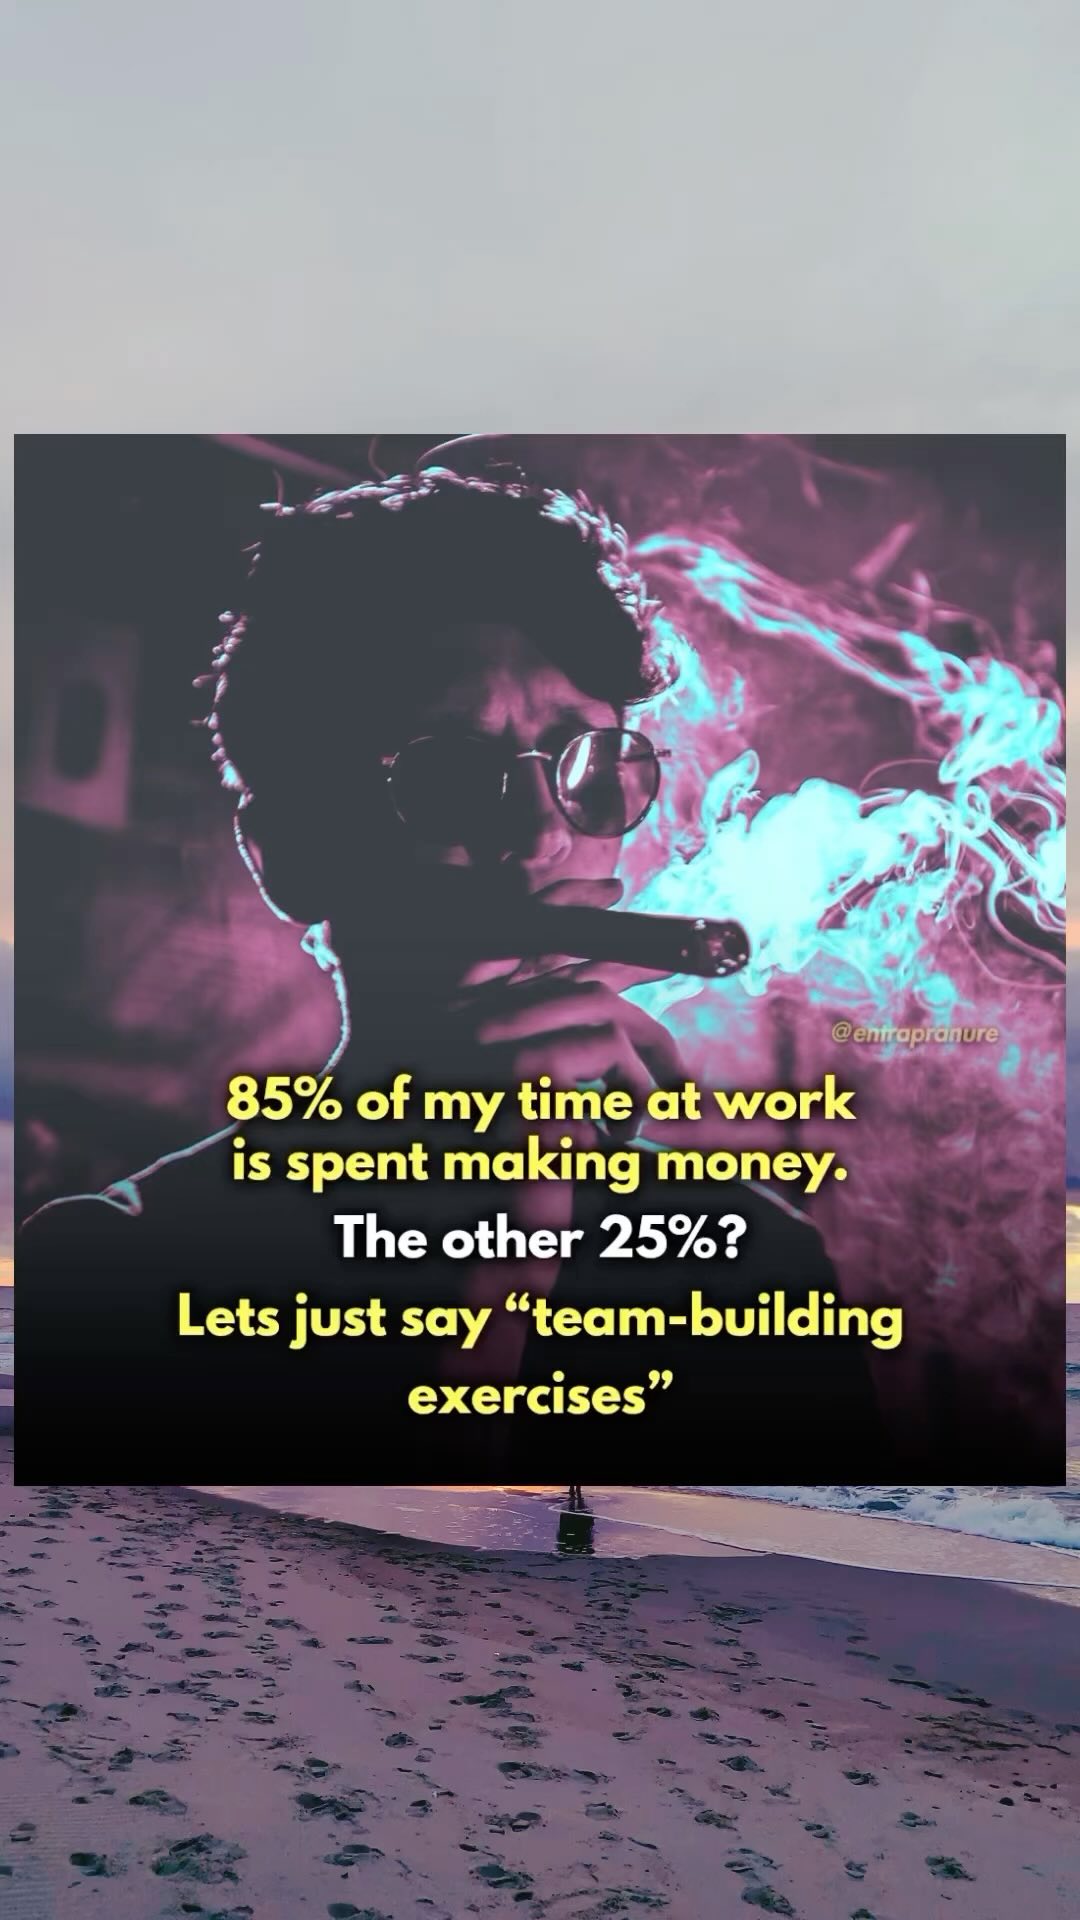 @entrapranure
85% of my time at work
is spent making money.
The other 25%?
Lets just say “team-building
exercises”